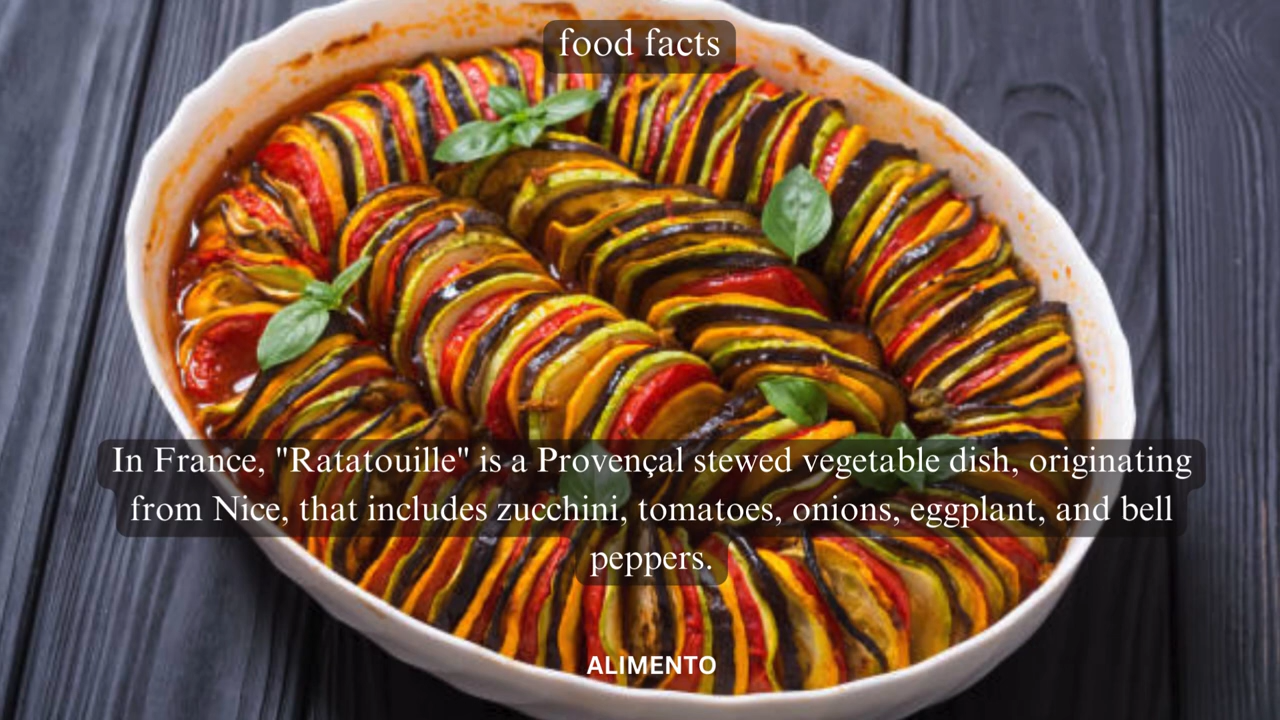 food facts
In France, "Ratatouille" is a Provençal stewed vegetable dish, originating
from Nice, that includes zucchini, tomatoes, onions, eggplant, and bell
peppers.
ALIMENTO